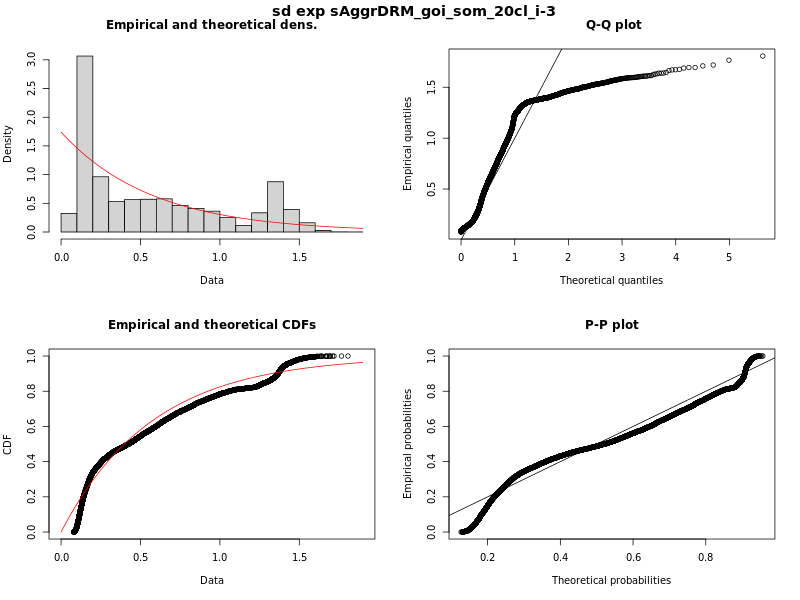 sd exp sAggrDRM_goi_som_20cl_i-3
Empirical and theoretical dens.
Density
0.0 0.5 1.0 1.5 2.0 2.5 3.0
0.0 0.5 1.0 1.5
Data
Q-Q plot
Empirical quantiles
0.5 1.0 1.5
0 1 2 3 4 5
Theoretical quantiles
Empirical and theoretical CDFs
CDF
0.0 0.2 0.4 0.6 0.8 1.0
0.0 0.5 1.0 1.5
Data
P-P plot
Empirical probabilities
0.0 0.2 0.4 0.6 0.8 1.0
0.2 0.4 0.6 0.8
Theoretical probabilities